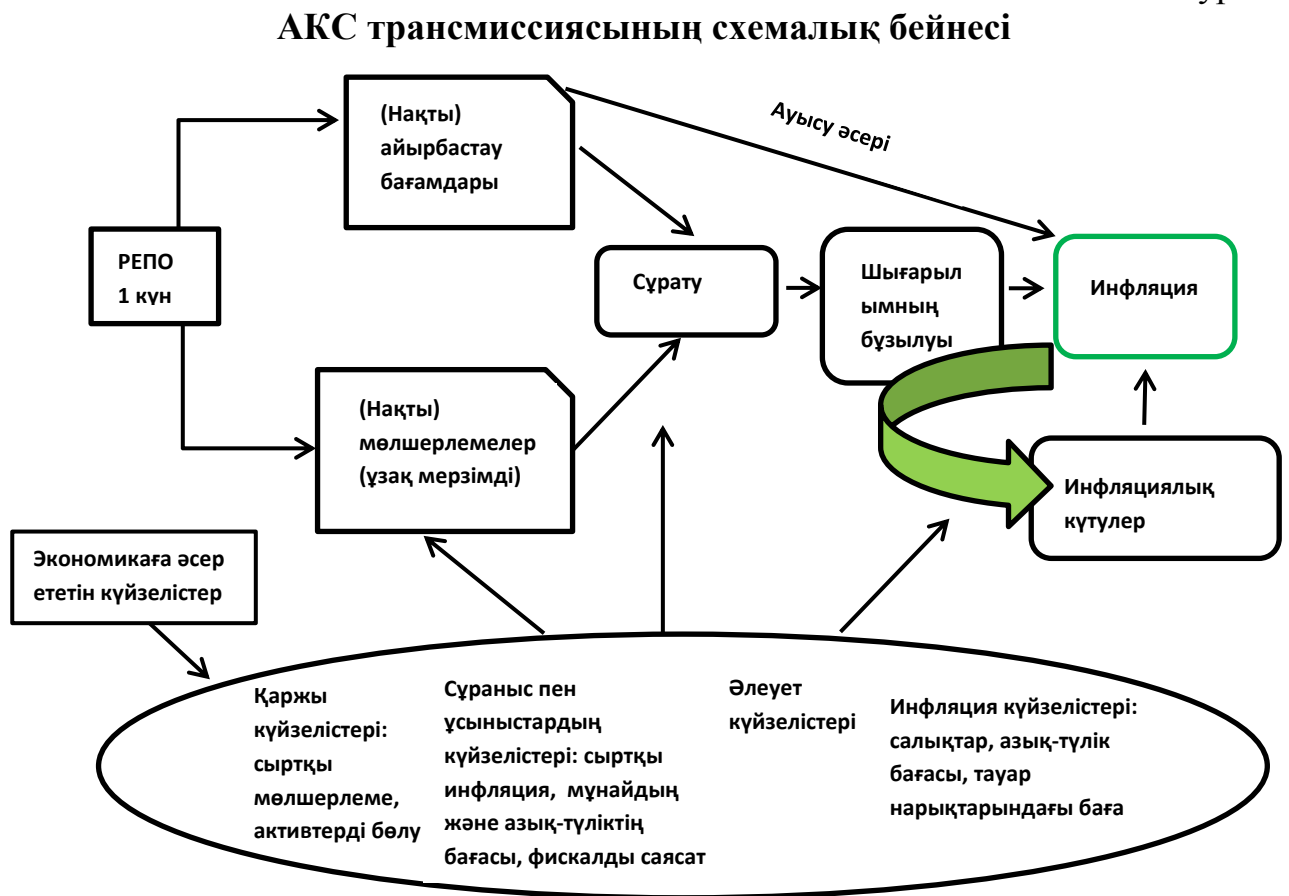 АКС трансмиссиясының схемалық бейнесі
(Нақты)
айырбастау
бағамдары
Ауысу әсері
РЕПО
1 күн
Сұрату
Шығарыл
ымның
бұзылуы
Инфляция
(Нақты)
мөлшерлемелер
(ұзақ мерзімді)
Инфляциялық
күтулер
Экономикаға әсер
ететін күйзелістер
Қаржы
күйзелістері:
сыртқы
мөлшерлеме,
активтерді бөлу
Сұраныс пен
ұсыныстардың
күйзелістері: сыртқы
инфляция, мұнайдың
және азық-түліктің
бағасы, фискалды саясат
Әлеует
күйзелістері
Инфляция күйзелістері:
салықтар, азық-түлік
бағасы, тауар
нарықтарындағы баға